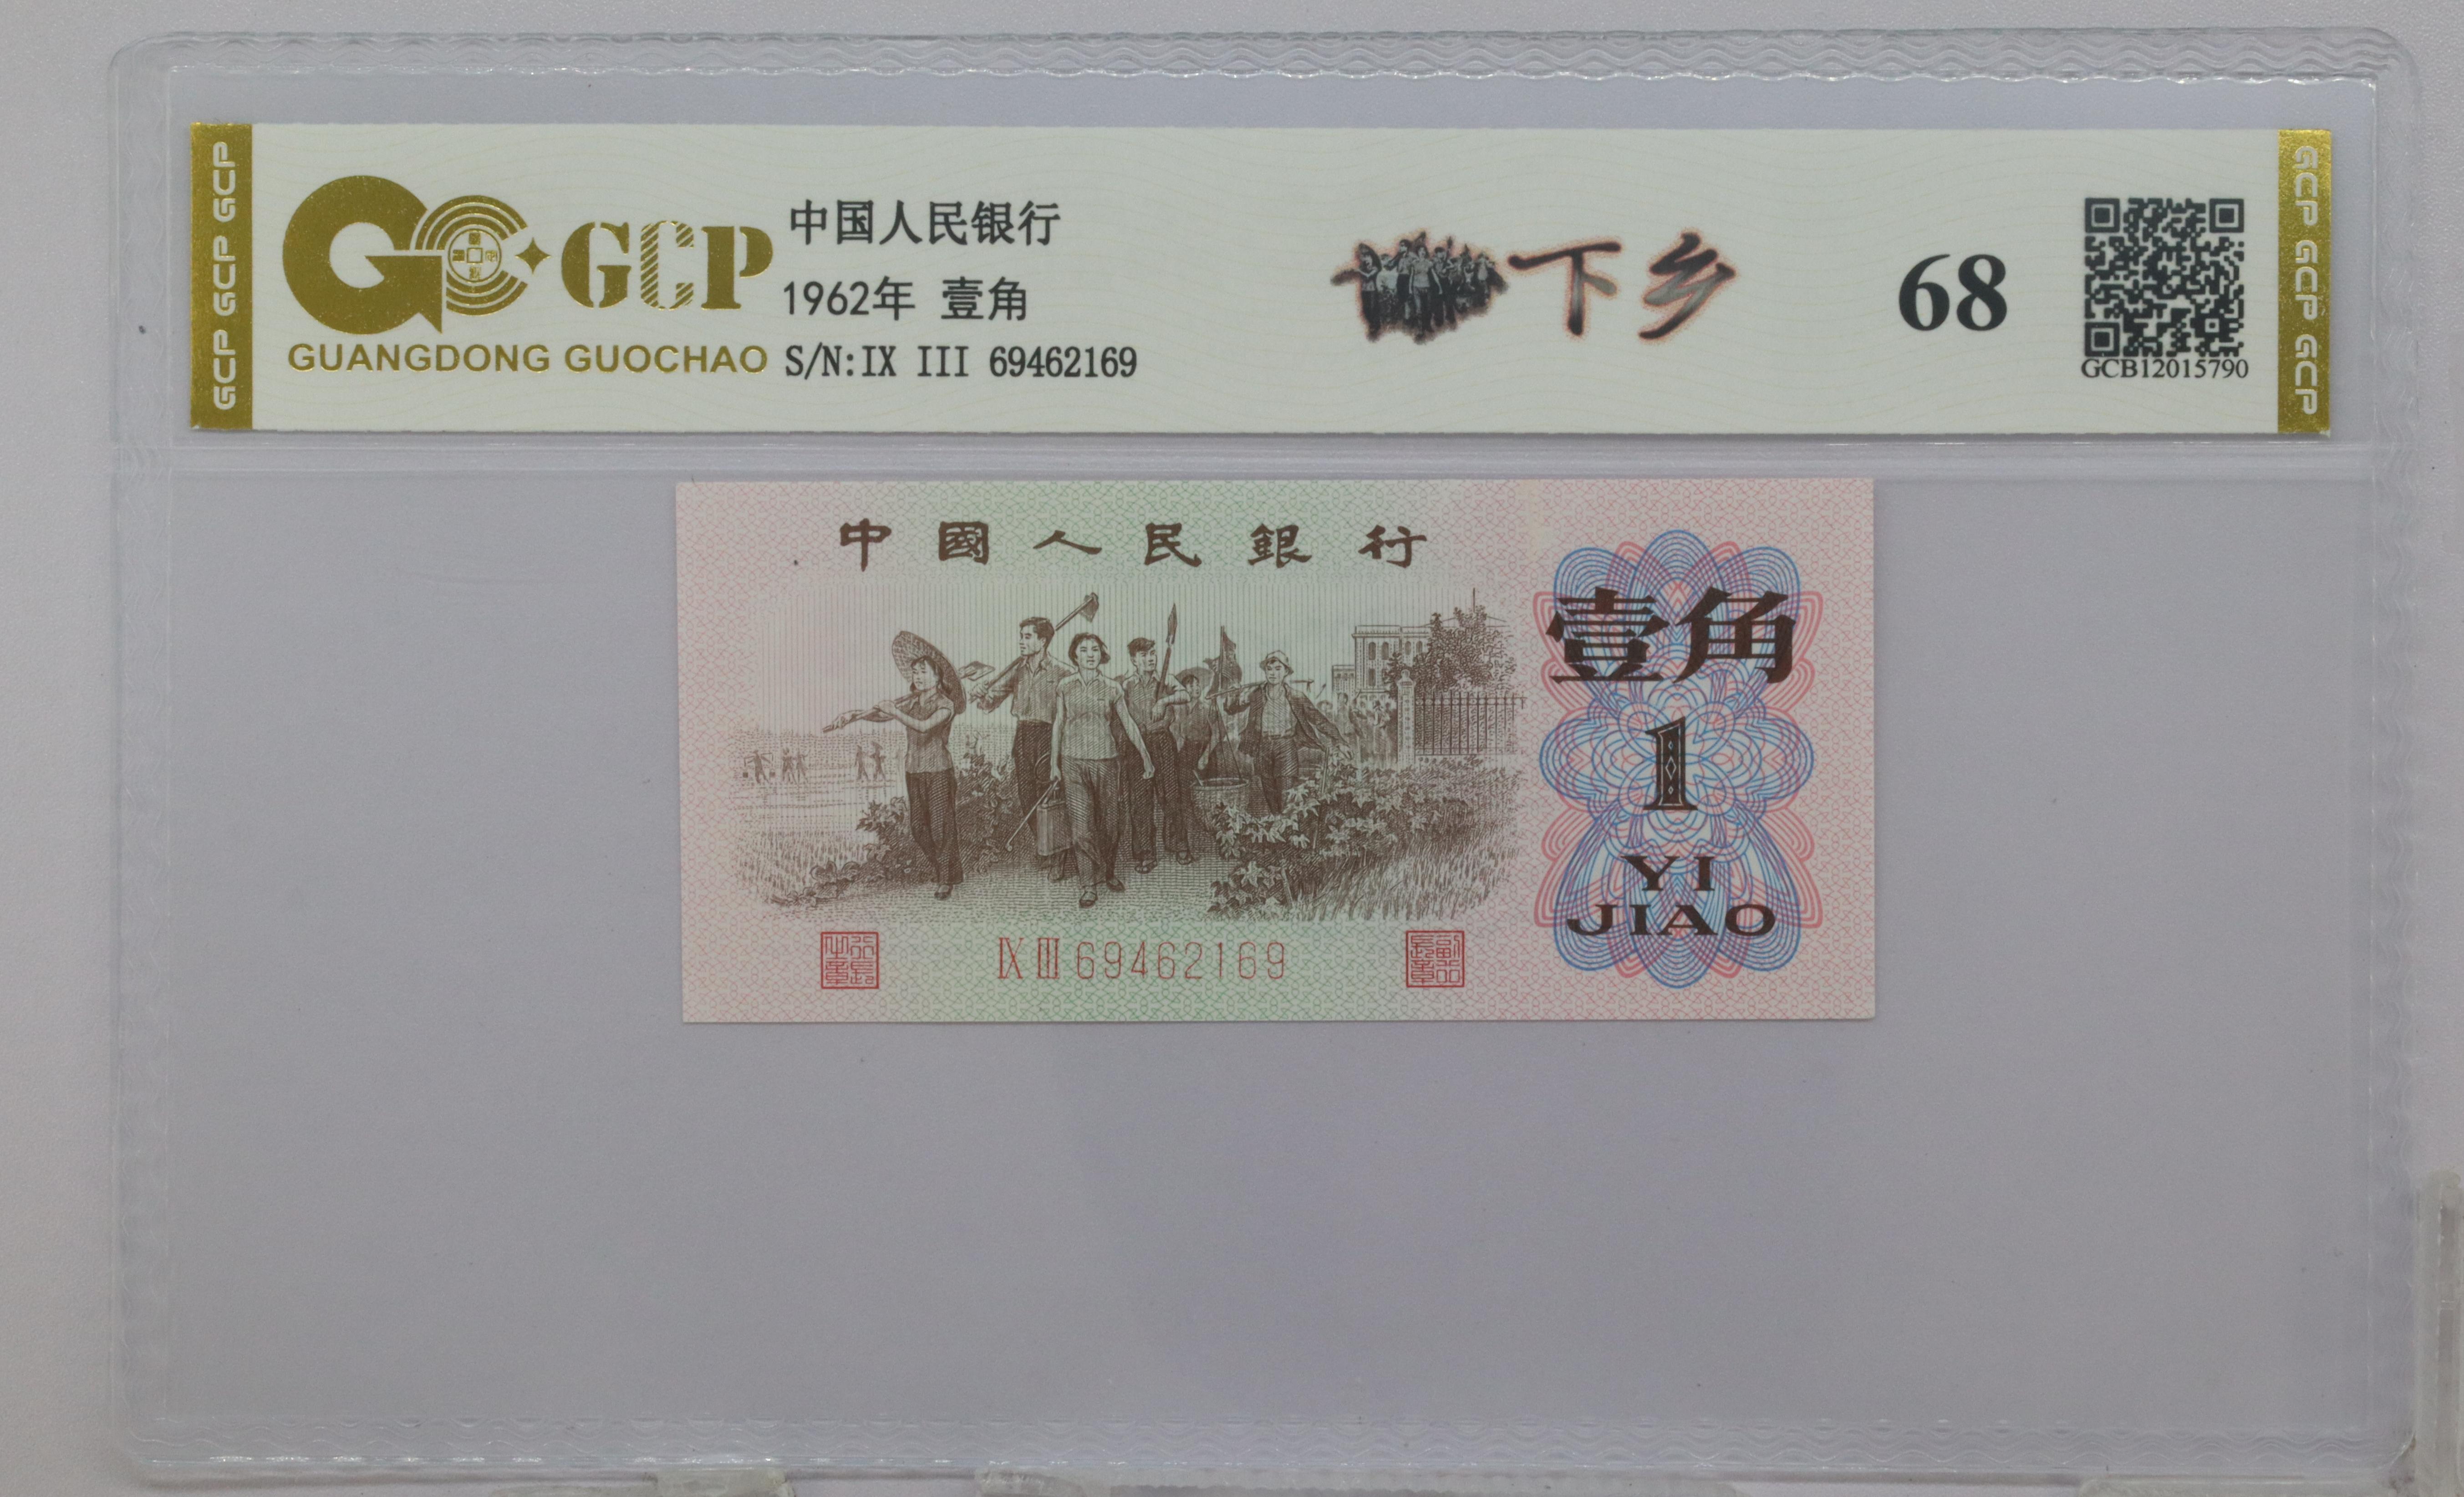 GCP GCP GCP
GCP
GUANGDONG GUOCHAO
中国人民银行
1962年 壹角
S/N:IX III 69462169
下乡
68
GCB12015790
GCP GCP GCP
中國人民銀行
壹角
1
YI
JIAO
IX III 69462169